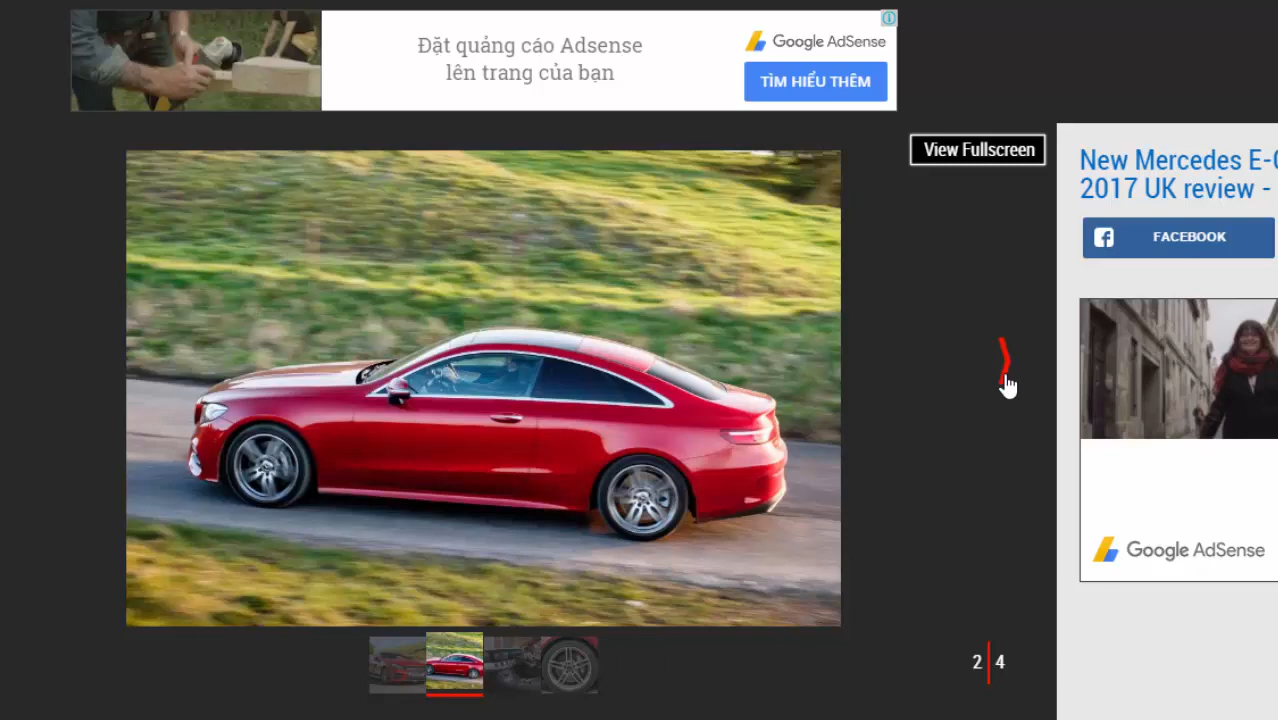 Đặt quảng cáo Adsense
lên trang của bạn
Google AdSense
TÌM HIỂU THÊM
View Fullscreen
New Mercedes E-
2017 UK review -
FACEBOOK
Google AdSense
2 4